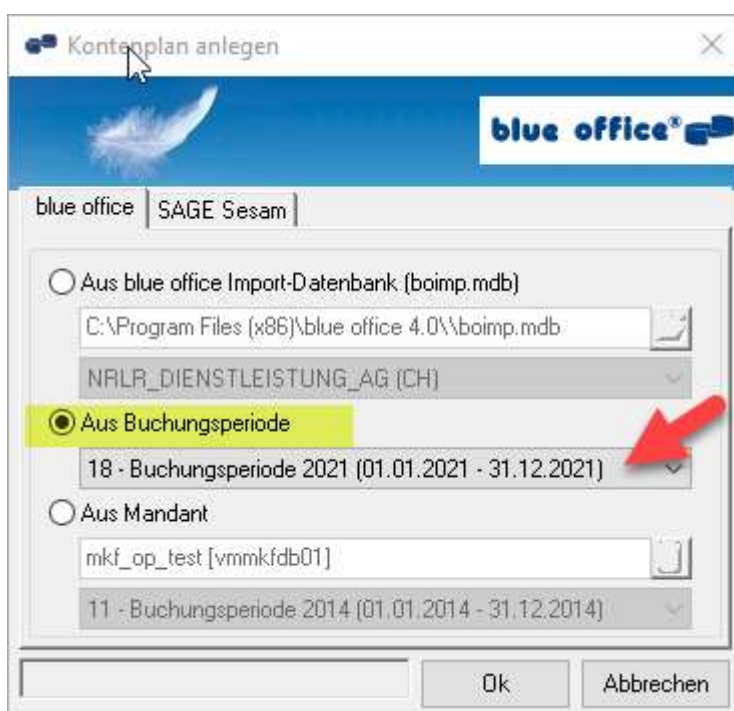 Kontenplan anlegen
blue office®
blue office
SAGE Sesam
Aus blue office Import-Datenbank (boimp.mdb)
C:\Program Files (x86)\blue office 4.0\\boimp.mdb
NRLR_DIENSTLEISTUNG_AG (CH)
Aus Buchungsperiode
18 - Buchungsperiode 2021 (01.01.2021 - 31.12.2021)
Aus Mandant
mkf_op_test [vmmkfdb01]
11 - Buchungsperiode 2014 (01.01.2014 - 31.12.2014)
Ok
Abbrechen